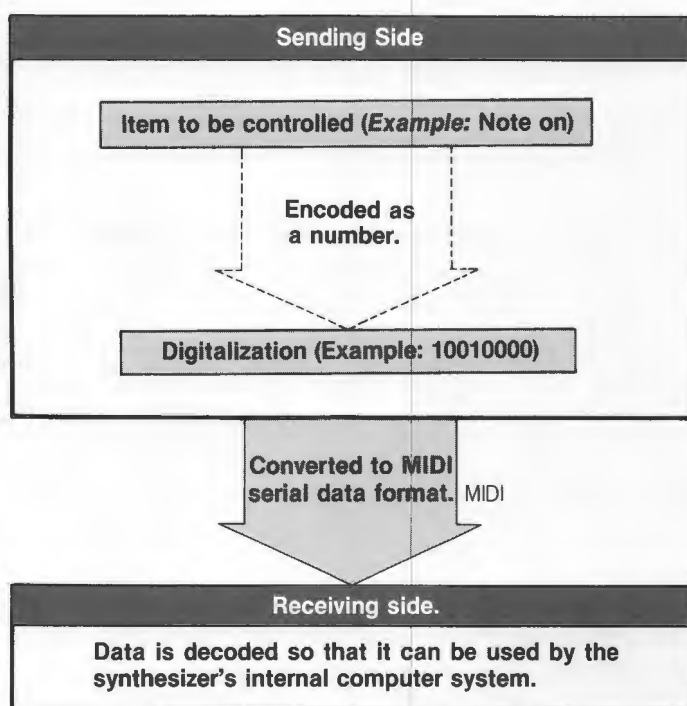 Sending Side
Item to be controlled (Example: Note on)
Encoded as
a number.
Digitalization (Example: 10010000)
Converted to MIDI
serial data format. MIDI
Receiving side.
Data is decoded so that it can be used by the
synthesizer's internal computer system.